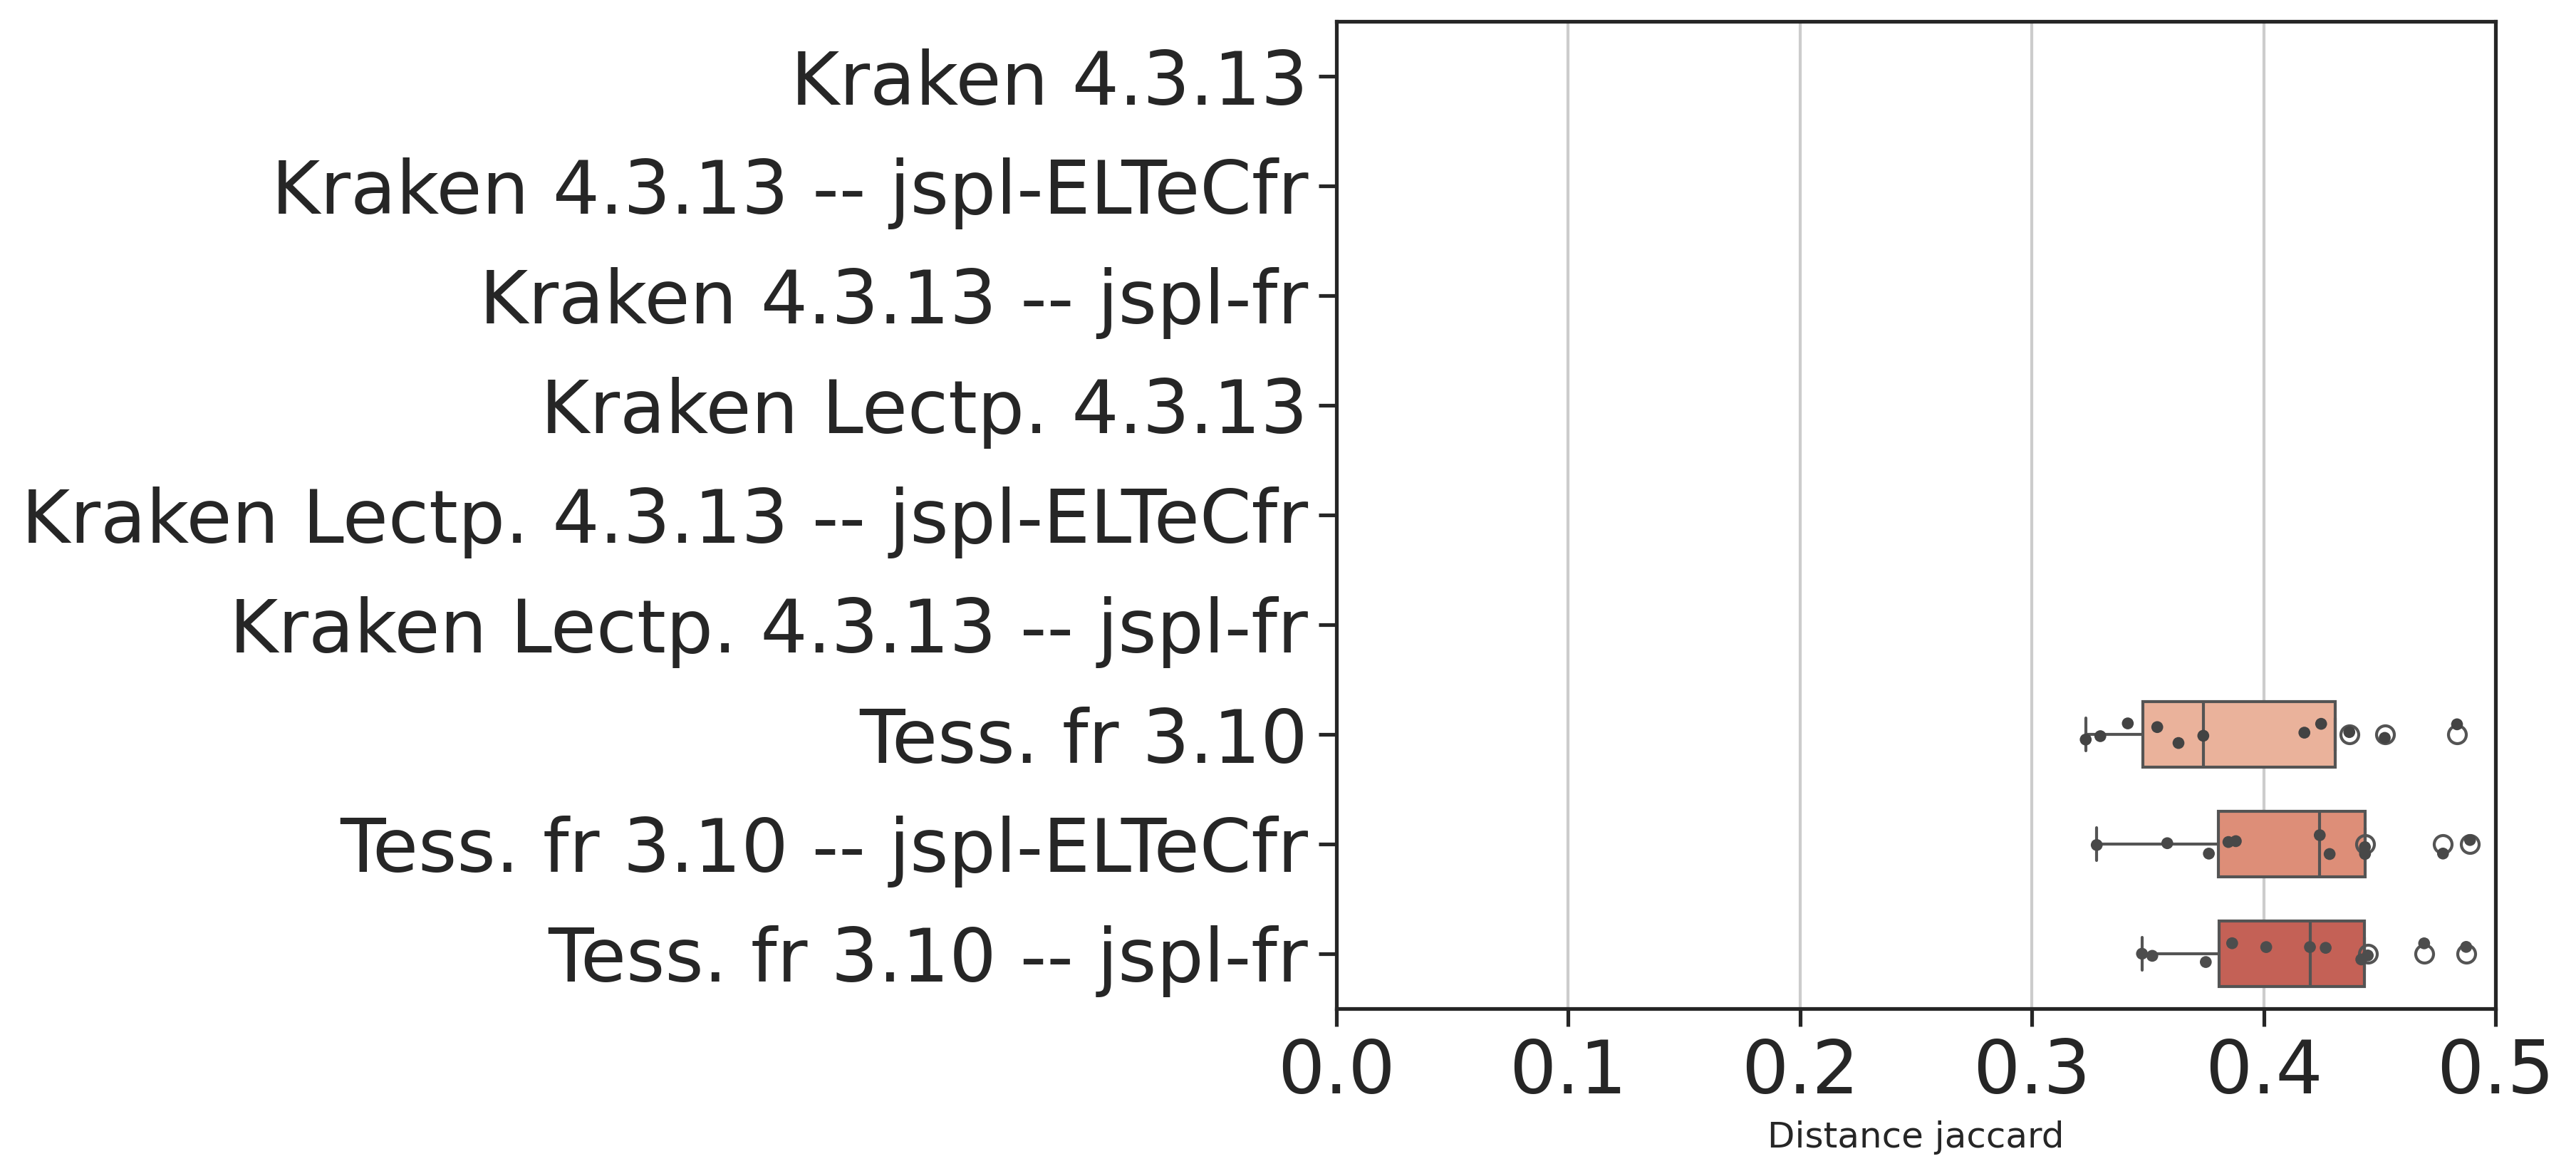 Kraken 4.3.13
Kraken 4.3.13 -- jspl-ELTeCfr
Kraken 4.3.13 -- jspl-fr
Kraken Lectp. 4.3.13
Kraken Lectp. 4.3.13 -- jspl-ELTeCfr
Kraken Lectp. 4.3.13 -- jspl-fr
Tess. fr 3.10
Tess. fr 3.10 -- jspl-ELTeCfr
Tess. fr 3.10 -- jspl-fr
0.0 0.1 0.2 0.3 0.4 0.5
Distance jaccard